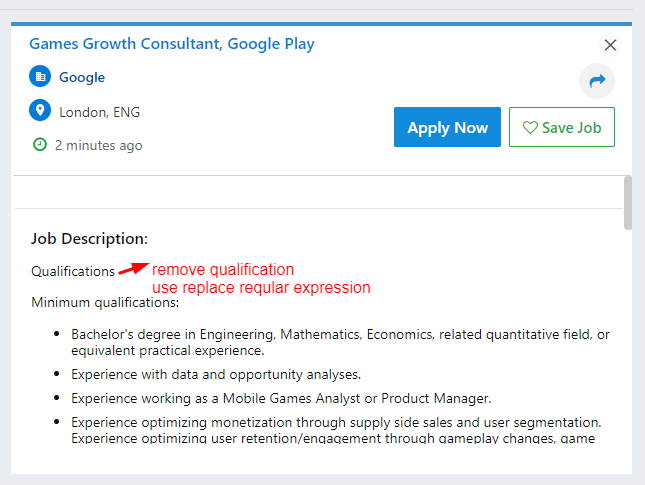 Games Growth Consultant, Google Play
Google
London, ENG
2 minutes ago
Apply Now
Save Job
Job Description:
Qualifications
remove qualification
use replace reqular expression
Minimum qualifications:
Bachelor's degree in Engineering, Mathematics, Economics, related quantitative field, or
equivalent practical experience.
Experience with data and opportunity analyses.
Experience working as a Mobile Games Analyst or Product Manager.
Experience optimizing monetization through supply side sales and user segmentation.
Experience optimizing user retention/engagement through gameplay changes, game